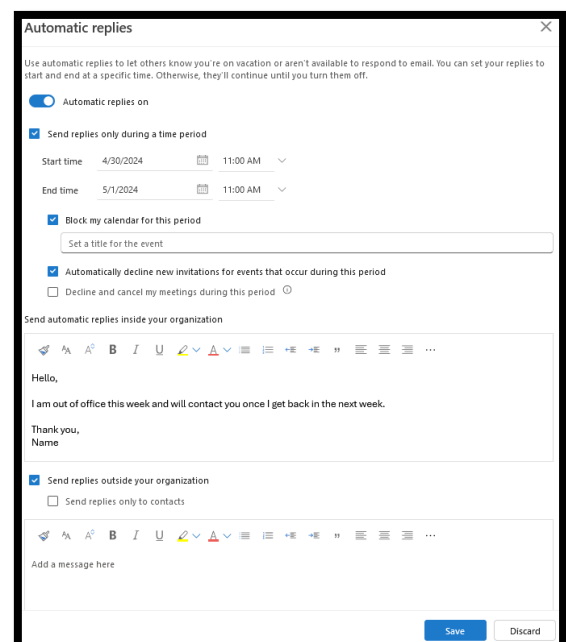 Automatic replies
Use automatic replies to let others know you're on vacation or aren't available to respond to email. You can set your replies to
start and end at a specific time. Otherwise, they'll continue until you turn them off.
Automatic replies on
Send replies only during a time period
Start time 4/30/2024 11:00 AM
End time 5/1/2024 11:00 AM
Block my calendar for this period
Set a title for the event
Automatically decline new invitations for events that occur during this period
Decline and cancel my meetings during this period
Send automatic replies inside your organization
B I U A
Hello,
I am out of office this week and will contact you once I get back in the next week.
Thank you,
Name
Send replies outside your organization
Send replies only to contacts
B I U A
Add a message here
Save Discard